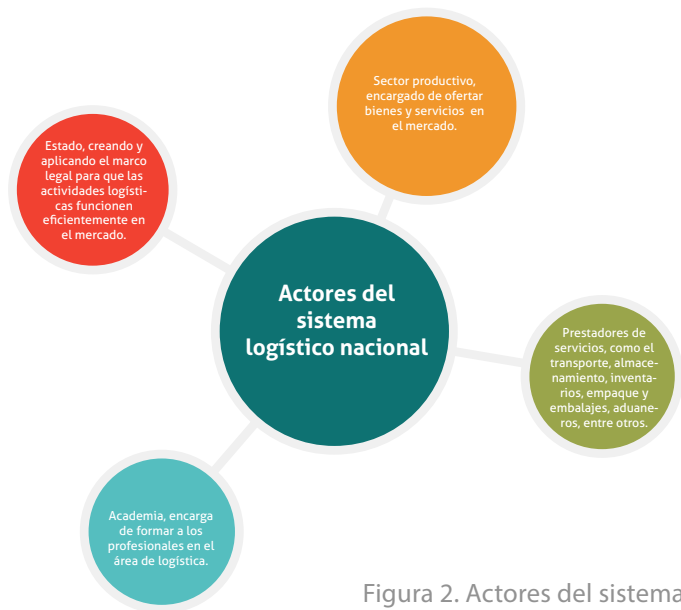 Sector productivo,
encargado de ofertar
bienes y servicios en
el mercado.
Estado, creando y
aplicando el marco
legal para que las
actividades logísti-
cas funcionen
eficientemente en
el mercado.
Actores del
sistema
logístico nacional
Prestadores de
servicios, como el
transporte, almace-
namiento, inventa-
rios, empaque y
embalajes, aduane-
ros, entre otros.
Academia, encarga
de formar a los
profesionales en el
área de logística.
Figura 2. Actores del sistema